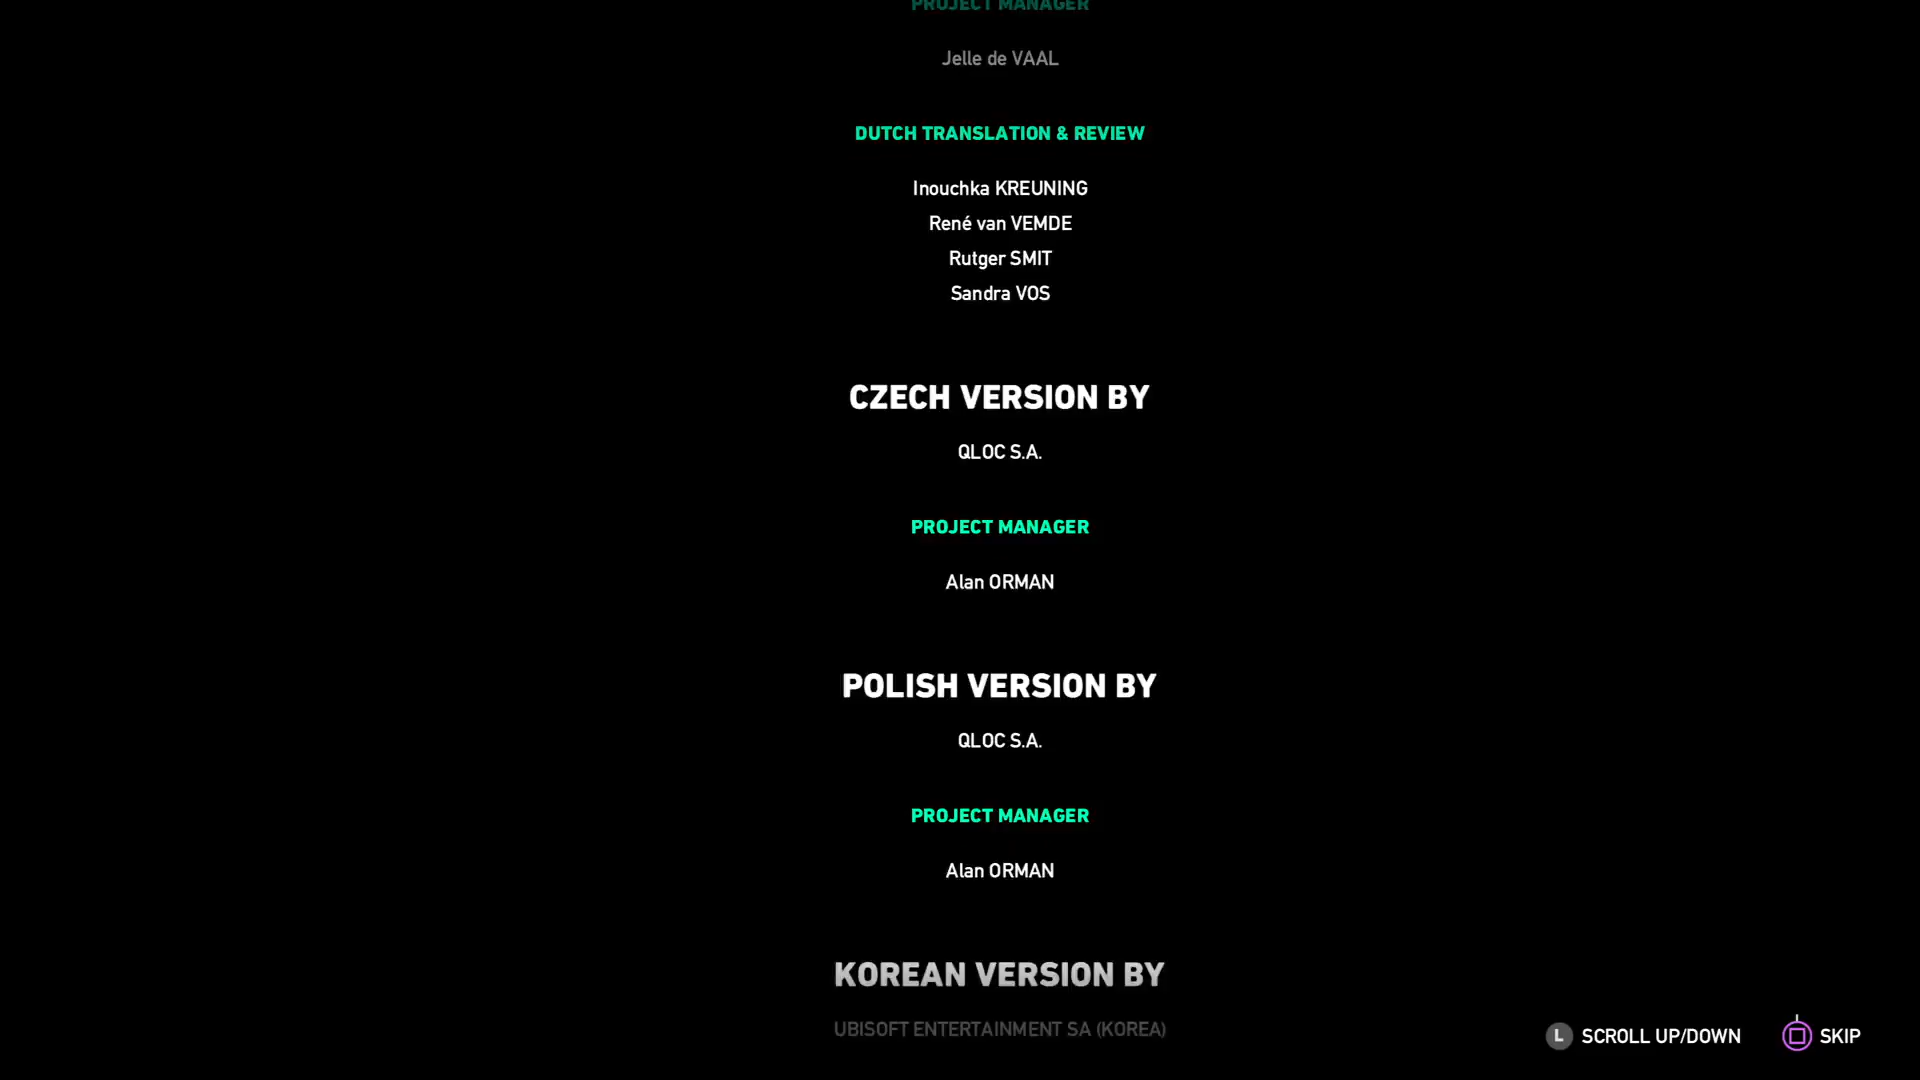 PROJECT MANAGER
Jelle de VAAL
DUTCH TRANSLATION & REVIEW
Inouchka KREUNING
René van VEMDE
Rutger SMIT
Sandra VOS
CZECH VERSION BY
QLOC S.A.
PROJECT MANAGER
Alan ORMAN
POLISH VERSION BY
QLOC S.A.
PROJECT MANAGER
Alan ORMAN
KOREAN VERSION BY
UBISOFT ENTERTAINMENT SA (KOREA)
L SCROLL UP/DOWN
SKIP